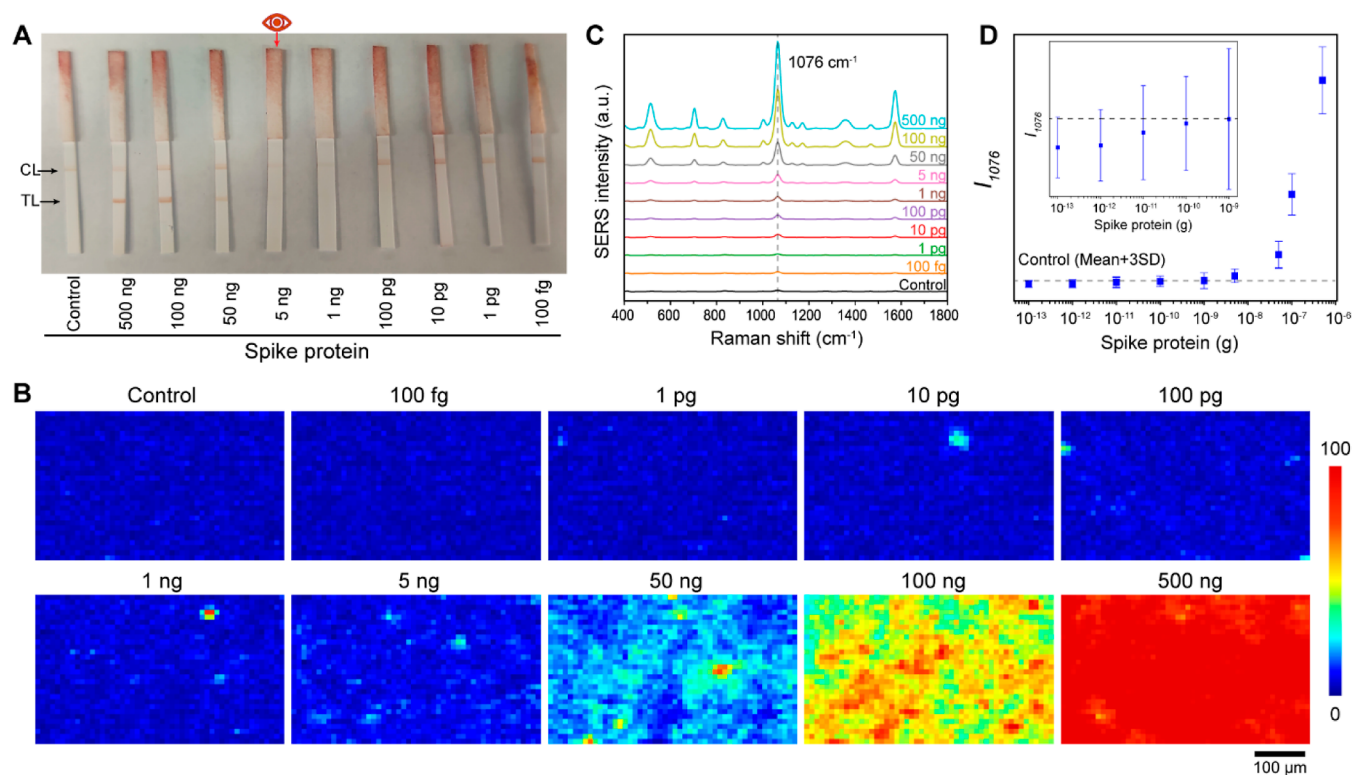 A
CL
TL
Control
500 ng
100 ng
50 ng
5 ng
1 ng
100 pg
10 pg
1 pg
100 fg
Spike protein
C
SERS intensity (a.u.)
1076 cm⁻¹
500 ng
100 ng
50 ng
5 ng
1 ng
100 pg
10 pg
1 pg
100 fg
Control
400 600 800 1000 1200 1400 1600 1800
Raman shift (cm⁻¹)
D
I₁₀₇₆
I₁₀₇₆
10⁻¹³ 10⁻¹² 10⁻¹¹ 10⁻¹⁰ 10⁻⁹
Spike protein (g)
Control (Mean+3SD)
10⁻¹³ 10⁻¹² 10⁻¹¹ 10⁻¹⁰ 10⁻⁹ 10⁻⁸ 10⁻⁷ 10⁻⁶
Spike protein (g)
B
Control 100 fg 1 pg 10 pg 100 pg
1 ng 5 ng 50 ng 100 ng 500 ng
100
0
100 µm